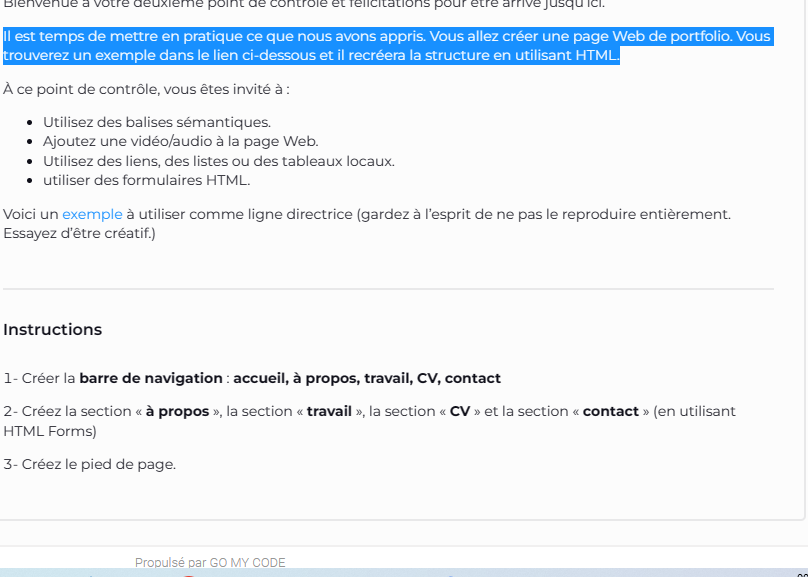 Bienvenue à votre deuxième point de contrôle et félicitations pour être arrivé jusqu'ici.
Il est temps de mettre en pratique ce que nous avons appris. Vous allez créer une page Web de portfolio. Vous
trouverez un exemple dans le lien ci-dessous et il recréera la structure en utilisant HTML.
À ce point de contrôle, vous êtes invité à :
• Utilisez des balises sémantiques.
• Ajoutez une vidéo/audio à la page Web.
• Utilisez des liens, des listes ou des tableaux locaux.
• utiliser des formulaires HTML.
Voici un exemple à utiliser comme ligne directrice (gardez à l'esprit de ne pas le reproduire entièrement.
Essayez d'être créatif.)
Instructions
1- Créer la barre de navigation : accueil, à propos, travail, CV, contact
2- Créez la section « à propos », la section « travail », la section « CV » et la section « contact » (en utilisant
HTML Forms)
3- Créez le pied de page.
Propulsé par GO MY CODE